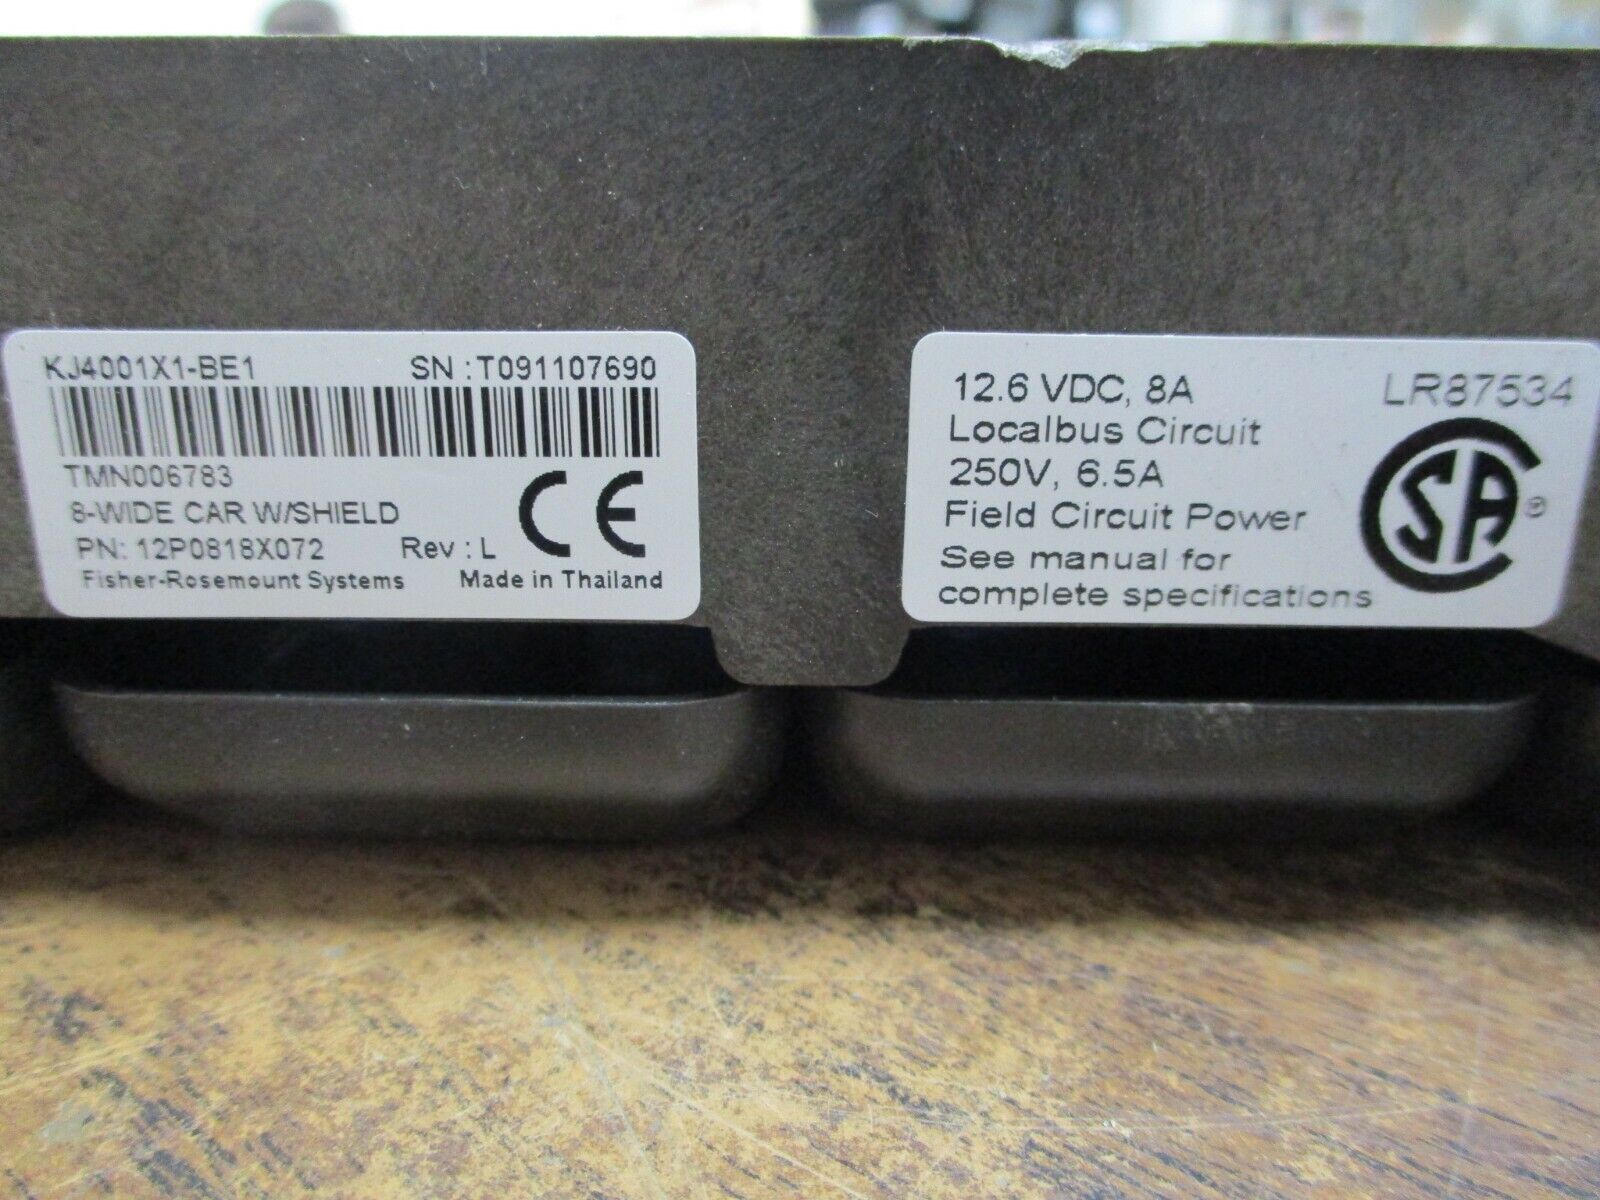 KJ4001X1-BE1 SN : T091107690
TMN006783
8-WIDE CAR W/SHIELD
CE
PN: 12P0818X072 Rev : L
Fisher-Rosemount Systems Made in Thailand
12.6 VDC, 8A LR87534
Localbus Circuit
250V, 6.5A
Field Circuit Power
See manual for
complete specifications
CSA ®